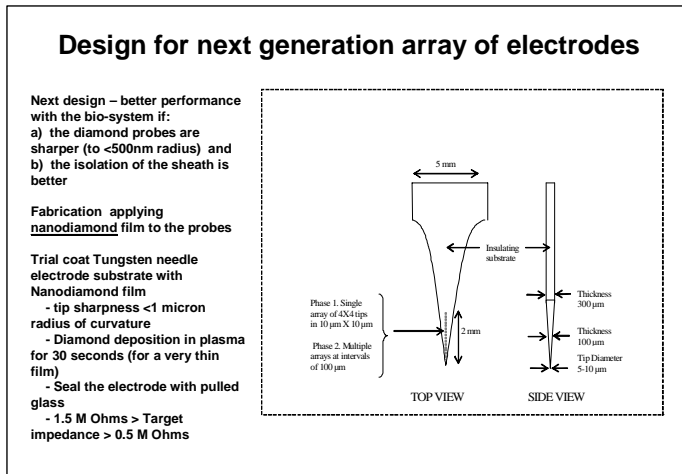 Design for next generation array of electrodes
Next design – better performance
with the bio-system if:
a) the diamond probes are
sharper (to <500nm radius) and
b) the isolation of the sheath is
better
Fabrication applying
nanodiamond film to the probes
Trial coat Tungsten needle
electrode substrate with
Nanodiamond film
- tip sharpness <1 micron
radius of curvature
- Diamond deposition in plasma
for 30 seconds (for a very thin
film)
- Seal the electrode with pulled
glass
- 1.5 M Ohms > Target
impedance > 0.5 M Ohms
5 mm
Insulating
substrate
Phase 1. Single
array of 4X4 tips
in 10 µm X 10 µm
Phase 2. Multiple
arrays at intervals
of 100 µm
2 mm
Thickness
300 µm
Thickness
100 µm
Tip Diameter
5-10 µm
TOP VIEW
SIDE VIEW